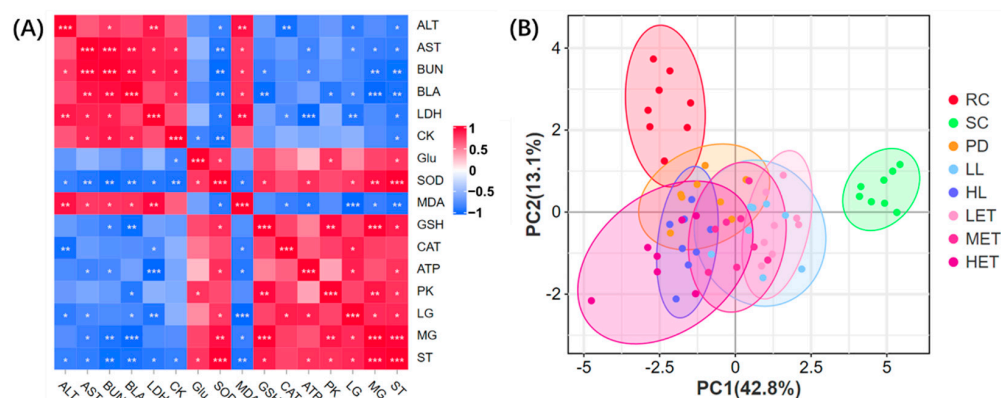 (A)
ALT
AST
BUN
BLA
LDH
CK
Glu
SOD
MDA
GSH
CAT
ATP
PK
LG
MG
ST
1
0.5
0
−0.5
−1
ALT
AST
BUN
BLA
LDH
CK
Glu
SOD
MDA
GSH
CAT
ATP
PK
LG
MG
ST
(B)
PC2(13.1%)
4
2
0
-2
-5
-2.5
0
2.5
5
PC1(42.8%)
RC
SC
PD
LL
HL
LET
MET
HET